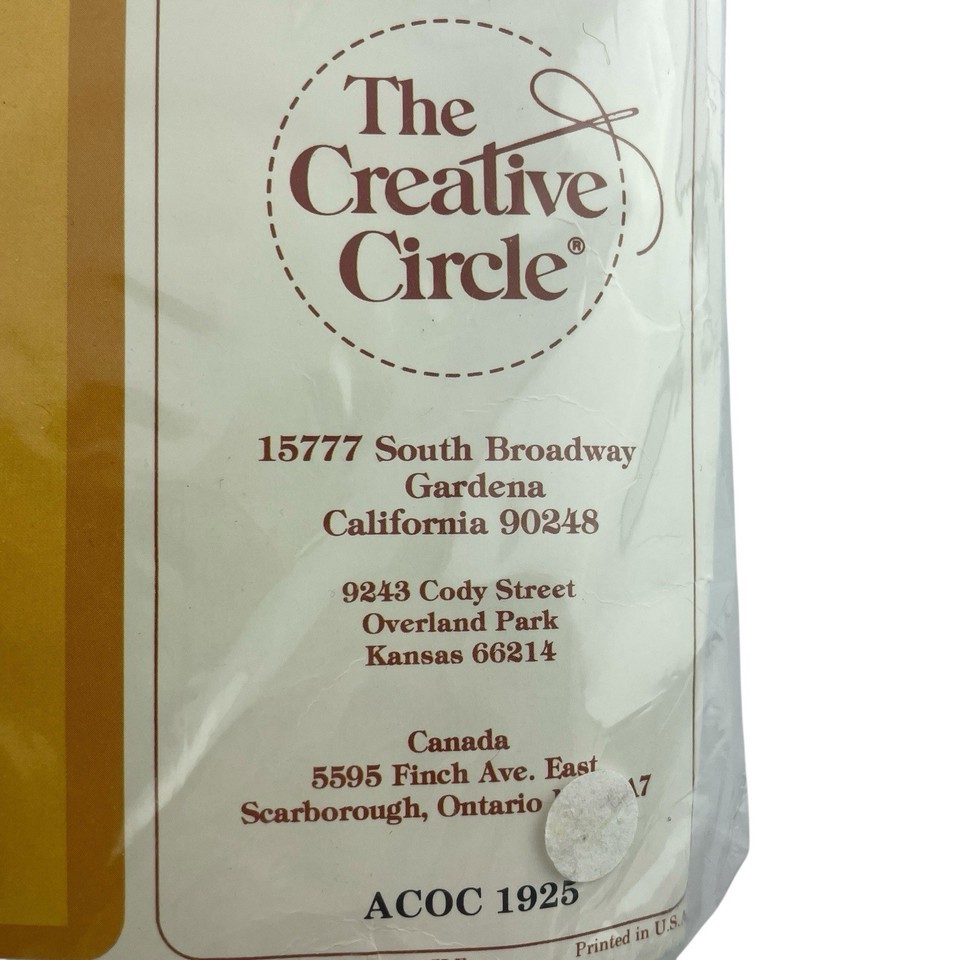 The
Creative
Circle®
15777 South Broadway
Gardena
California 90248
9243 Cody Street
Overland Park
Kansas 66214
Canada
5595 Finch Ave. East
Scarborough, Ontario
ACOC 1925
Printed in U.S.A